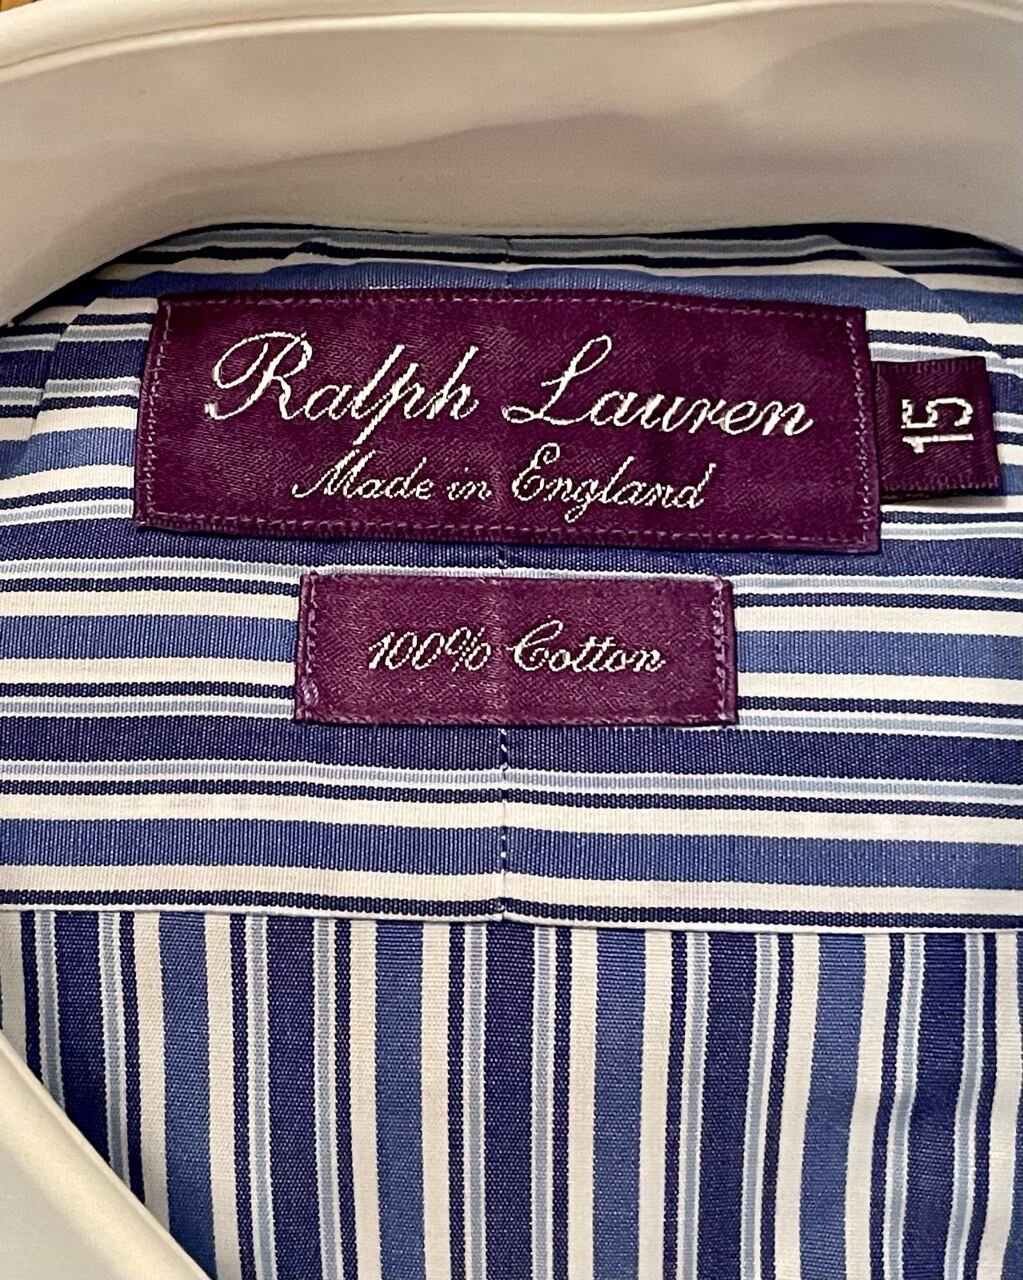 Ralph Lauren
Made in England
15
100% Cotton